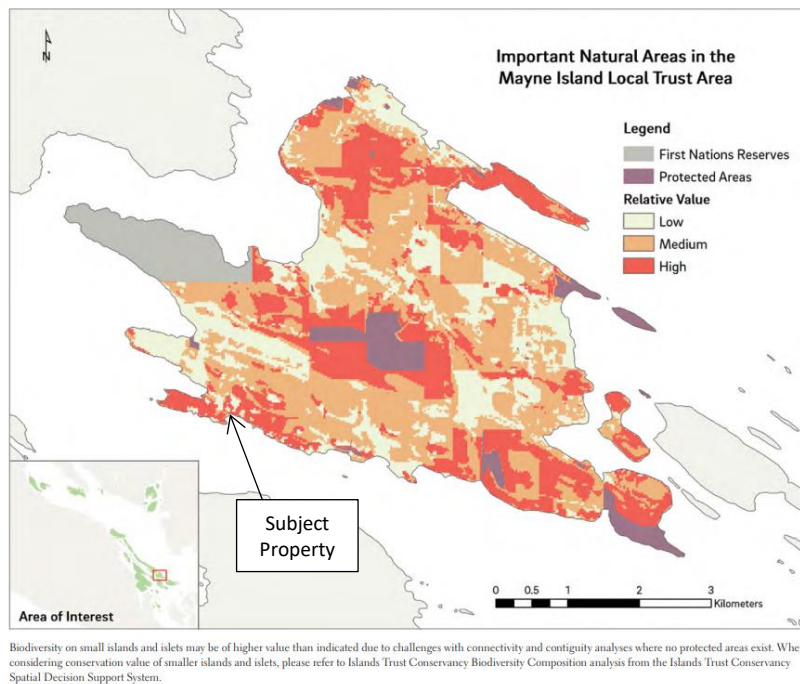 N
Important Natural Areas in the
Mayne Island Local Trust Area
Legend
First Nations Reserves
Protected Areas
Relative Value
Low
Medium
High
Subject
Property
Area of Interest
0 0.5 1 2 3
Kilometers
Biodiversity on small islands and islets may be of higher value than indicated due to challenges with connectivity and contiguity analyses where no protected areas exist. Whe
considering conservation value of smaller islands and islets, please refer to Islands Trust Conservancy Biodiversity Composition analysis from the Islands Trust Conservancy
Spatial Decision Support System.